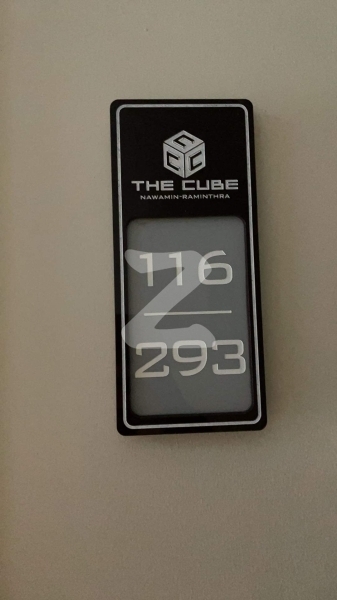 THE CUBE
NAWAMIN-RAMINTHRA
116
293